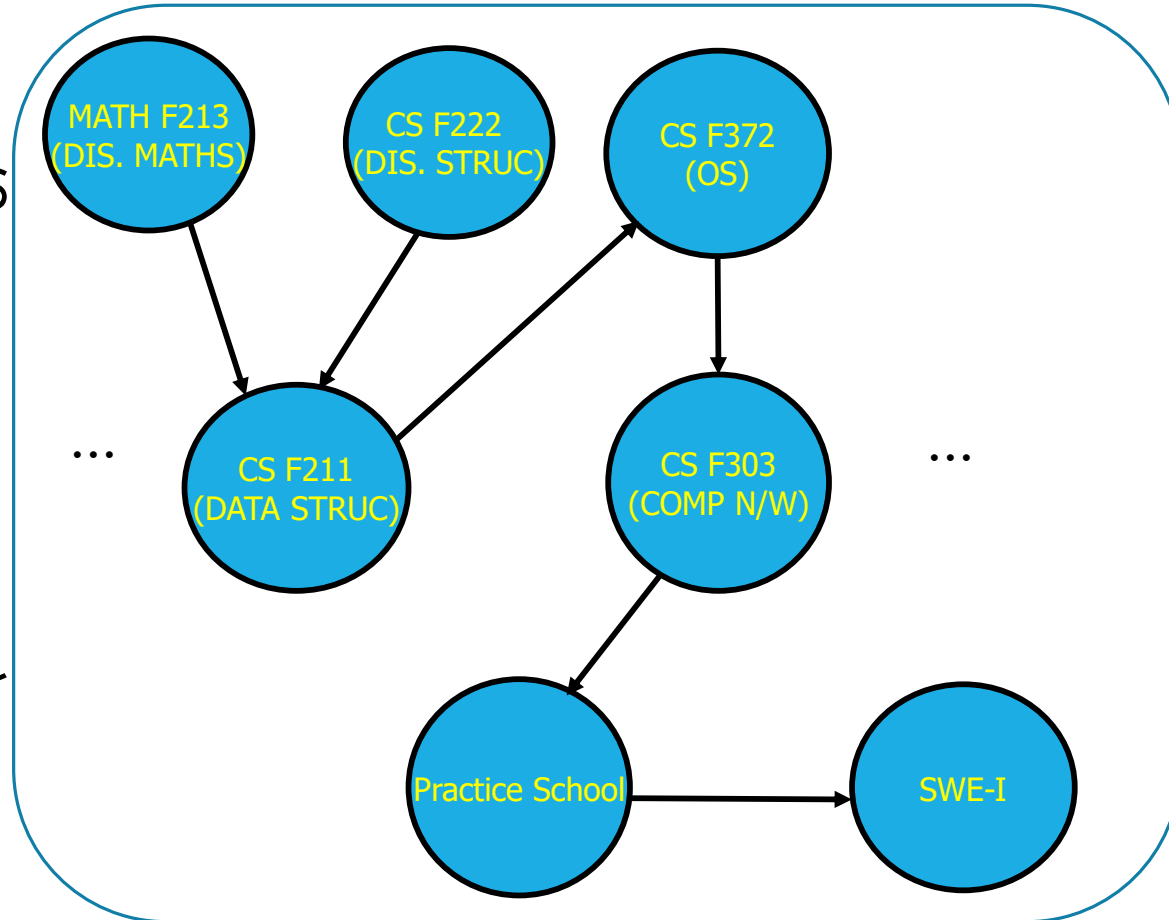 MATH F213
(DIS. MATHS)
CS F222
(DIS. STRUC)
CS F372
(OS)
S
...
CS F211
(DATA STRUC)
CS F303
(COMP N/W)
...
Practice School
SWE-I